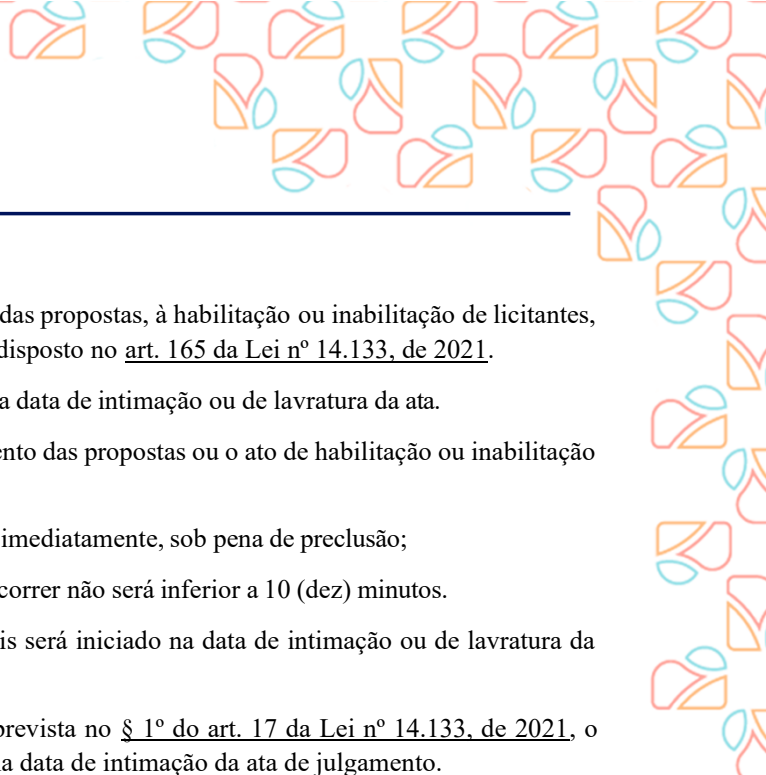 das propostas, à habilitação ou inabilitação de licitantes,
disposto no art. 165 da Lei nº 14.133, de 2021.
a data de intimação ou de lavratura da ata.
ento das propostas ou o ato de habilitação ou inabilitação
imediatamente, sob pena de preclusão;
correr não será inferior a 10 (dez) minutos.
is será iniciado na data de intimação ou de lavratura da
prevista no § 1º do art. 17 da Lei nº 14.133, de 2021, o
a data de intimação da ata de julgamento.